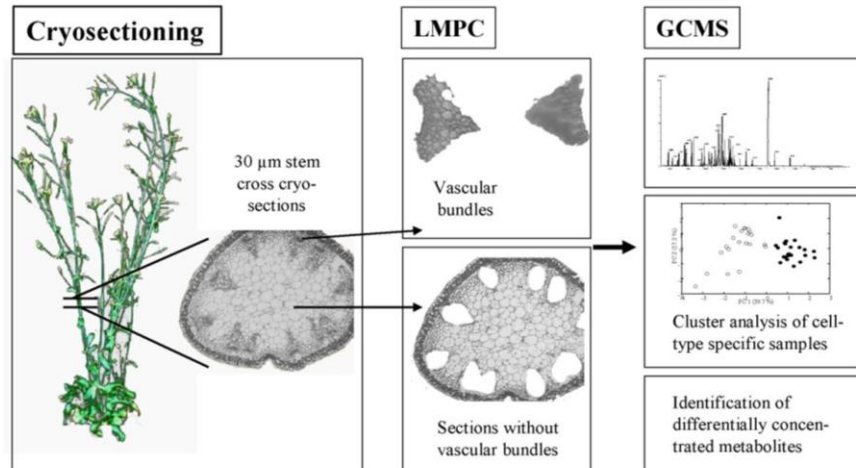 Cryosectioning
30 µm stem
cross cryo-
sections
LMPC
Vascular
bundles
Sections without
vascular bundles
GCMS
Cluster analysis of cell-
type specific samples
Identification of
differentially concen-
trated metabolites